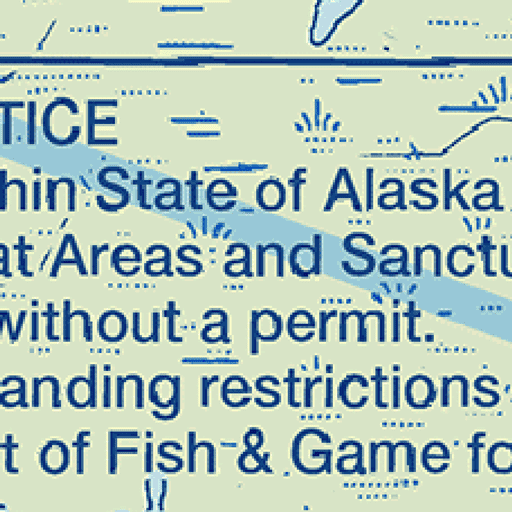 TICE
hin State of Alaska
at Areas and Sanctu
without a permit.
anding restrictions
t of Fish & Game fo